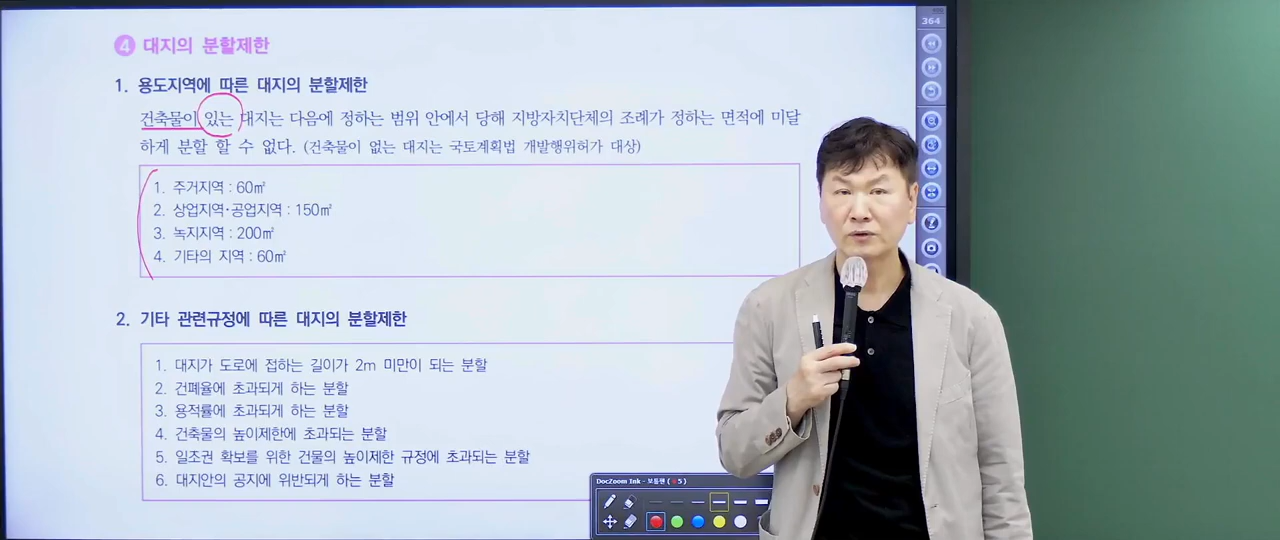 364
❹ 대지의 분할제한
1. 용도지역에 따른 대지의 분할제한
건축물이 있는 대지는 다음에 정하는 범위 안에서 당해 지방자치단체의 조례가 정하는 면적에 미달
하게 분할 할 수 없다. (건축물이 없는 대지는 국토계획법 개발행위허가 대상)
1. 주거지역 : 60㎡
2. 상업지역·공업지역 : 150㎡
3. 녹지지역 : 200㎡
4. 기타의 지역 : 60㎡
2. 기타 관련규정에 따른 대지의 분할제한
1. 대지가 도로에 접하는 길이가 2m 미만이 되는 분할
2. 건폐율에 초과되게 하는 분할
3. 용적률에 초과되게 하는 분할
4. 건축물의 높이제한에 초과되는 분할
5. 일조권 확보를 위한 건물의 높이제한 규정에 초과되는 분할
6. 대지안의 공지에 위반되게 하는 분할
DocZoom Ink - 보통펜 ( 5 )